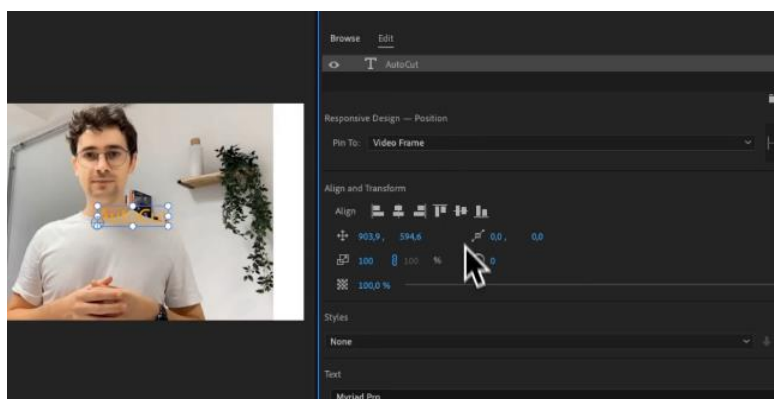 Browse Edit
AutoCut
Responsive Design — Position
Pin To: Video Frame
Align and Transform
Align
903,9 , 594,6 0,0 , 0,0
100 100 % 0
100,0 %
Styles
None
Text
Myriad Pro
AutoCut